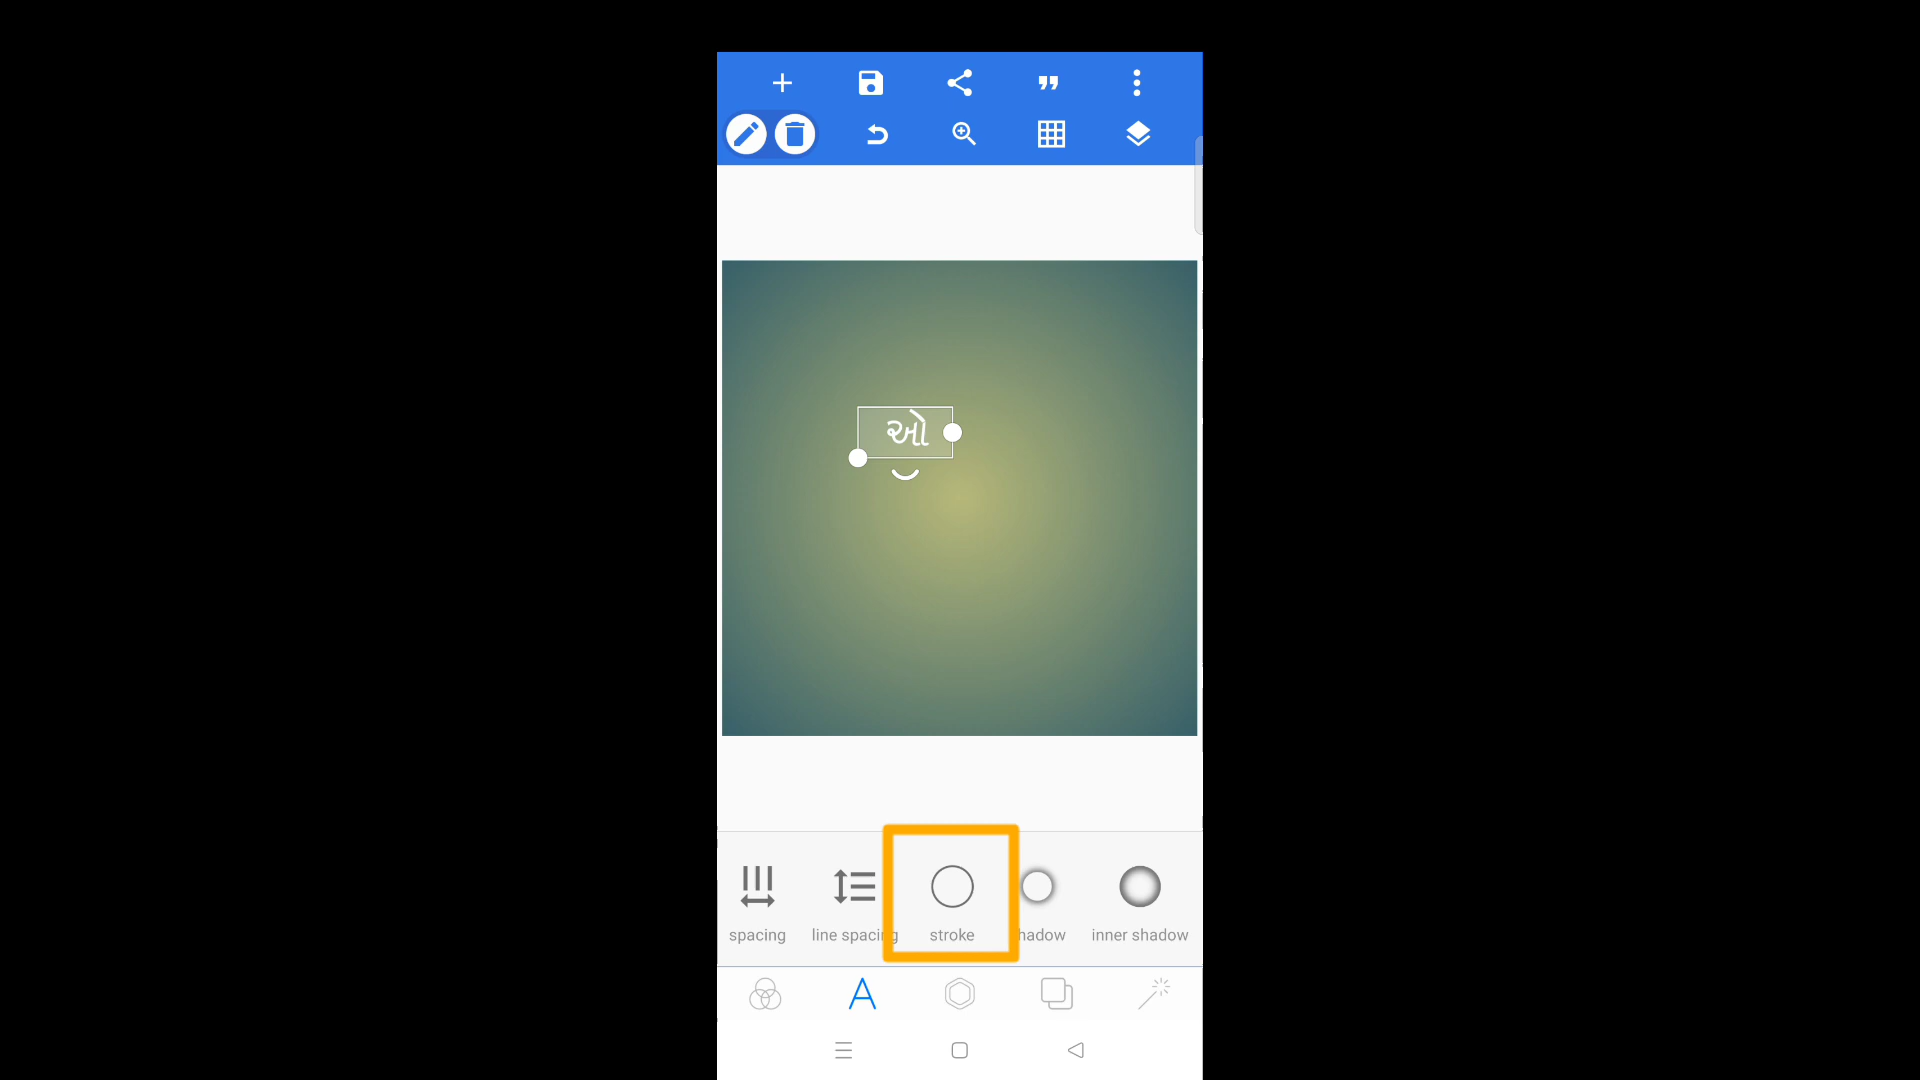 ઓ
spacing
line spacing
stroke
hadow
inner shadow